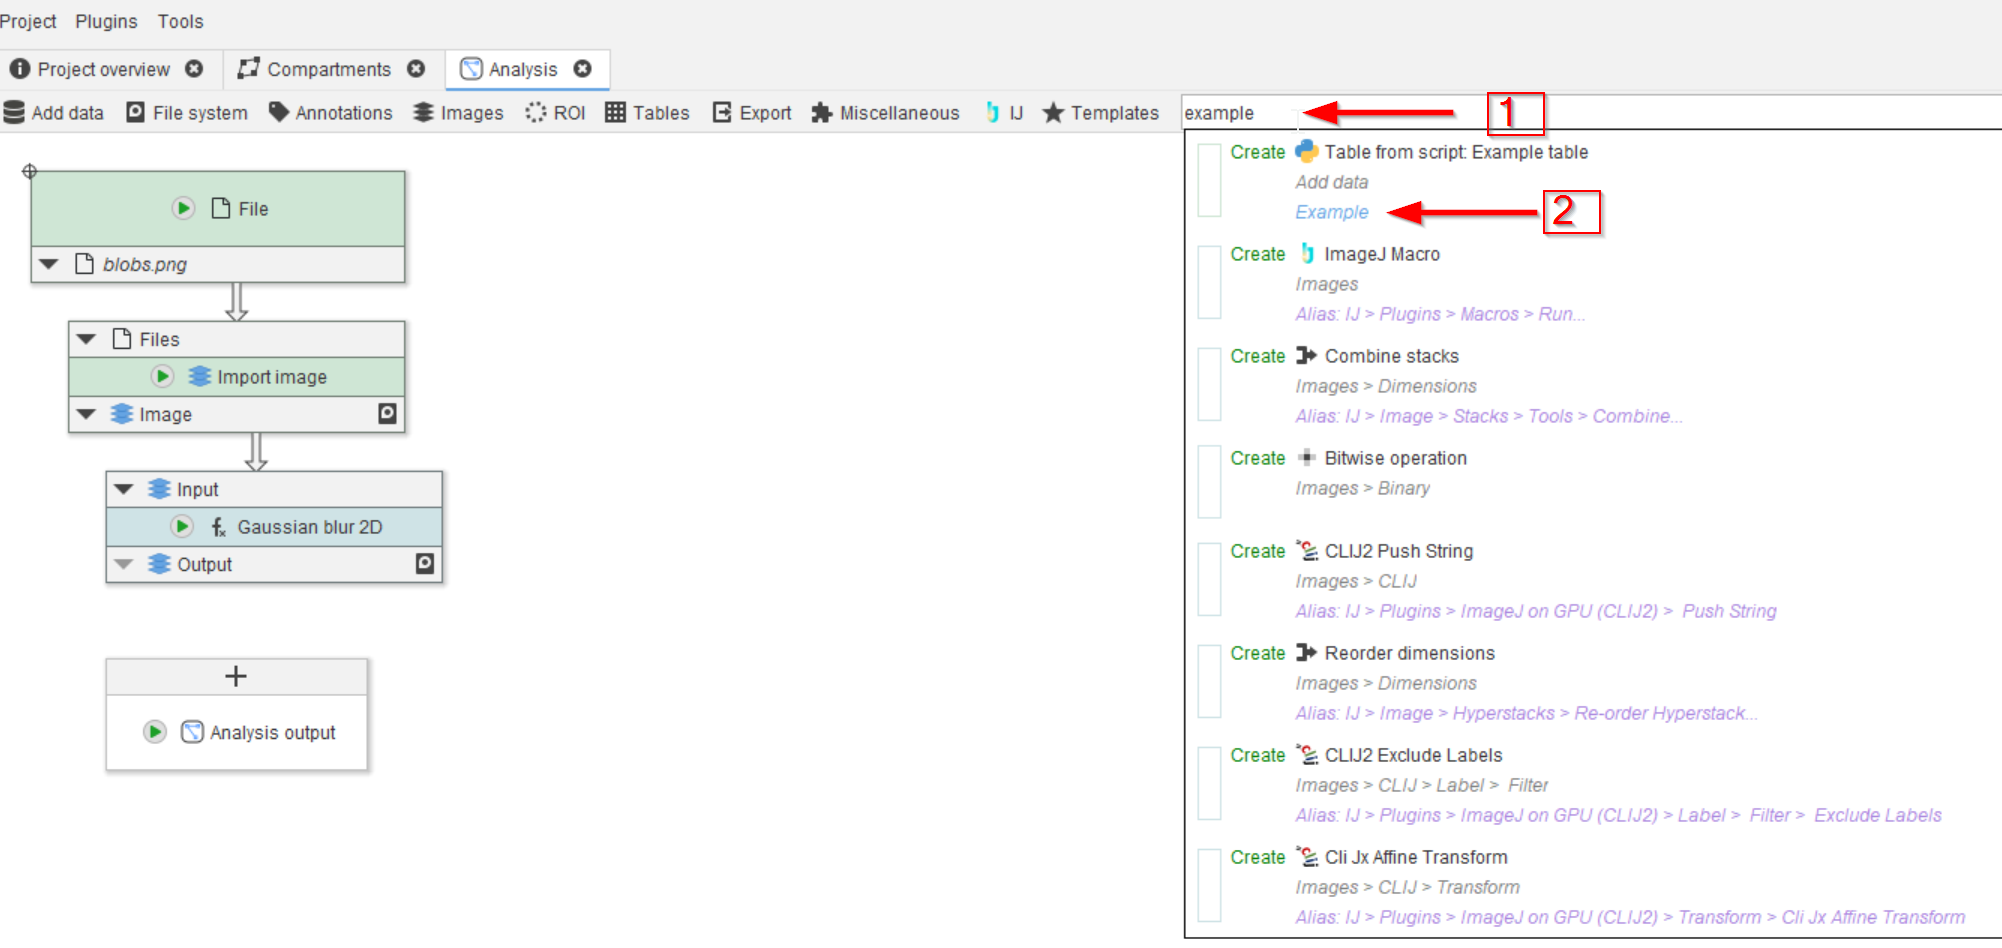 Project Plugins Tools
Project overview Compartments Analysis
Add data File system Annotations Images ROI Tables Export Miscellaneous IJ Templates example 1
File
blobs.png
Files
Import image
Image
Input
Gaussian blur 2D
Output
Analysis output
Create Table from script: Example table
Add data
Example 2
Create ImageJ Macro
Images
Alias: IJ > Plugins > Macros > Run...
Create Combine stacks
Images > Dimensions
Alias: IJ > Image > Stacks > Tools > Combine...
Create Bitwise operation
Images > Binary
Create CLIJ2 Push String
Images > CLIJ
Alias: IJ > Plugins > ImageJ on GPU (CLIJ2) > Push String
Create Reorder dimensions
Images > Dimensions
Alias: IJ > Image > Hyperstacks > Re-order Hyperstack...
Create CLIJ2 Exclude Labels
Images > CLIJ > Label > Filter
Alias: IJ > Plugins > ImageJ on GPU (CLIJ2) > Label > Filter > Exclude Labels
Create Cli Jx Affine Transform
Images > CLIJ > Transform
Alias: IJ > Plugins > ImageJ on GPU (CLIJ2) > Transform > Cli Jx Affine Transform